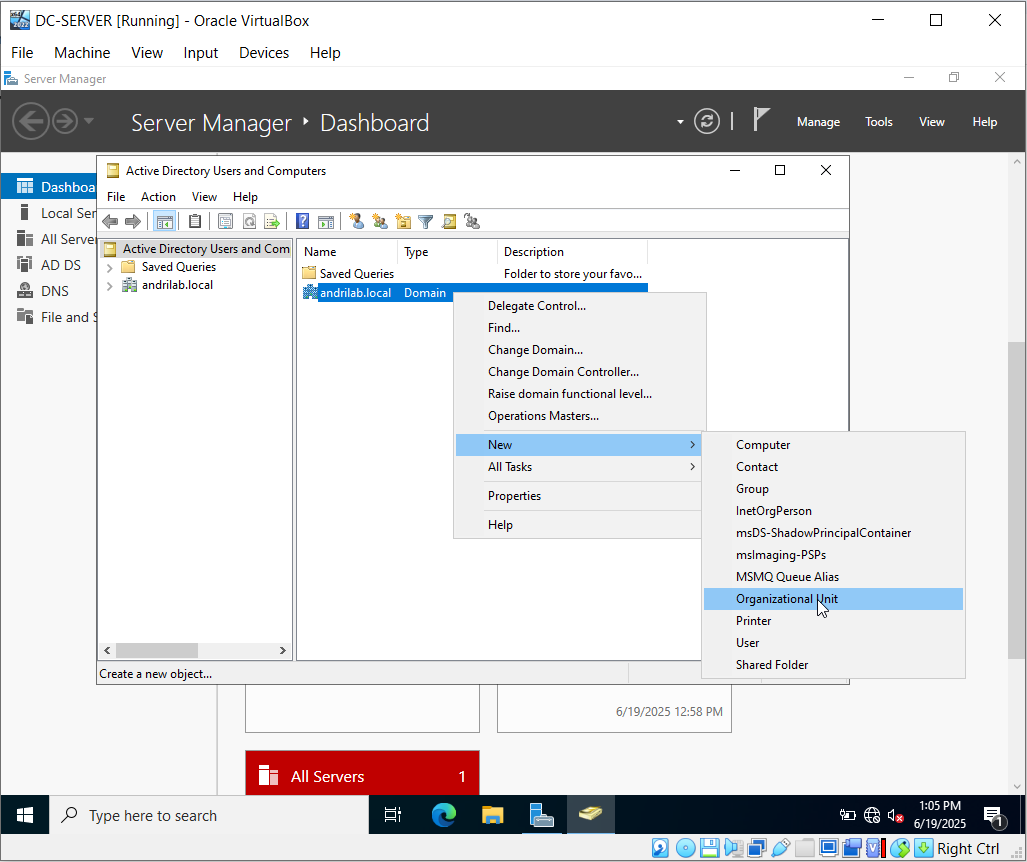 DC-SERVER [Running] - Oracle VirtualBox
File Machine View Input Devices Help
Server Manager
Server Manager Dashboard
Manage Tools View Help
Dashboa
Local Ser
All Server
AD DS
DNS
File and S
Active Directory Users and Computers
File Action View Help
Active Directory Users and Com
Saved Queries
andrilab.local
Name Type Description
Saved Queries Folder to store your favo...
andrilab.local Domain
Delegate Control...
Find...
Change Domain...
Change Domain Controller...
Raise domain functional level...
Operations Masters...
New
All Tasks
Properties
Help
Computer
Contact
Group
InetOrgPerson
msDS-ShadowPrincipalContainer
msImaging-PSPs
MSMQ Queue Alias
Organizational Unit
Printer
User
Shared Folder
Create a new object...
6/19/2025 12:58 PM
All Servers 1
Type here to search
1:05 PM
6/19/2025
1
Right Ctrl